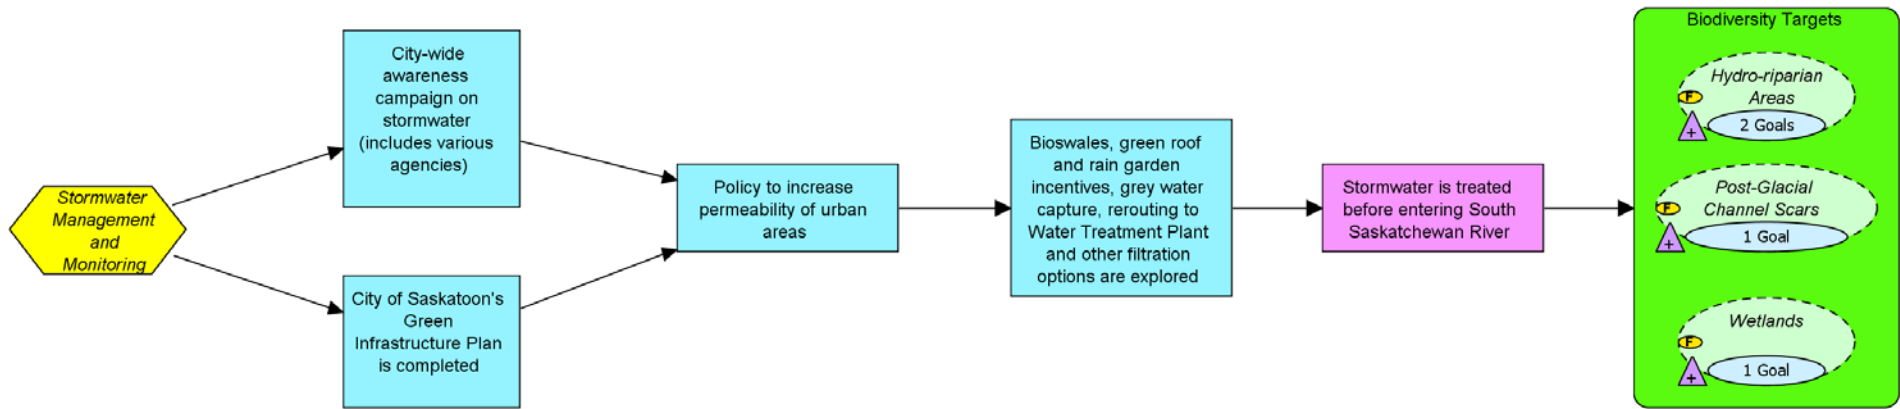 Stormwater
Management
and
Monitoring
City-wide
awareness
campaign on
stormwater
(includes various
agencies)
City of Saskatoon's
Green
Infrastructure Plan
is completed
Policy to increase
permeability of urban
areas
Bioswales, green roof
and rain garden
incentives, grey water
capture, rerouting to
Water Treatment Plant
and other filtration
options are explored
Stormwater is treated
before entering South
Saskatchewan River
Biodiversity Targets
Hydro-riparian
Areas
F
+
2 Goals
Post-Glacial
Channel Scars
F
+
1 Goal
Wetlands
F
+
1 Goal